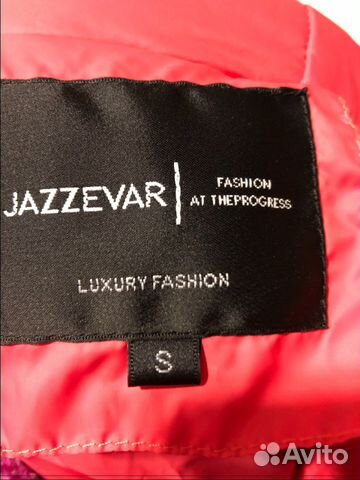 JAZZEVAR
FASHION
AT THEPROGRESS
LUXURY FASHION
S
Avito